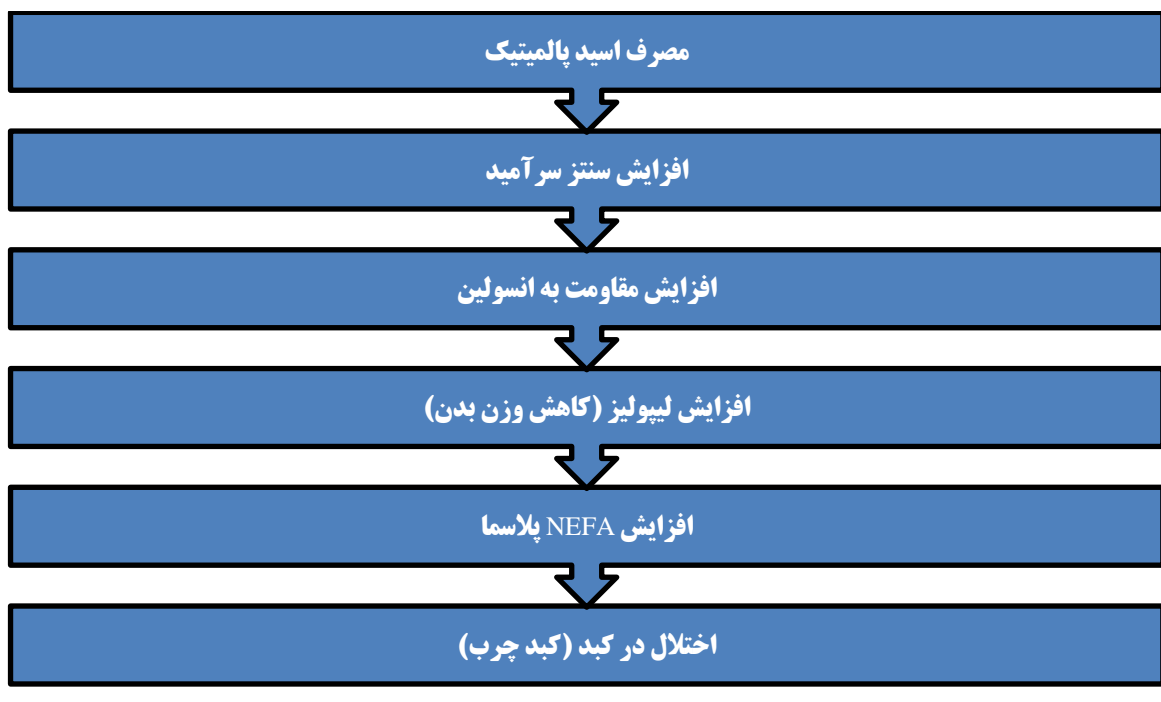 مصرف اسید پالمیتیک
افزایش سنتز سرآمید
افزایش مقاومت به انسولین
افزایش لیپولیز (کاهش وزن بدن)
افزایش NEFA پلاسما
اختلال در کبد (کبد چرب)